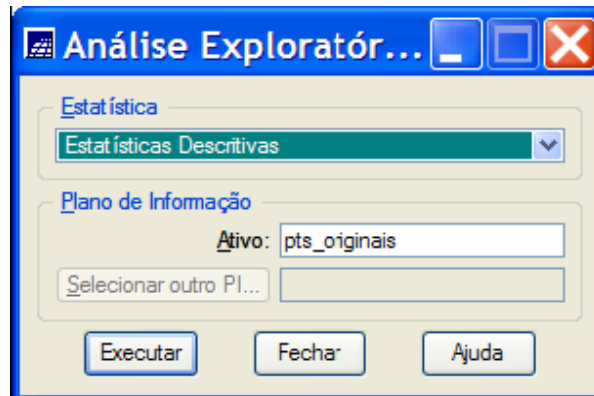 Análise Exploratór...
Estatística
Estatísticas Descritivas
Plano de Informação
Ativo: pts_originais
Selecionar outro PI...
Executar Fechar Ajuda